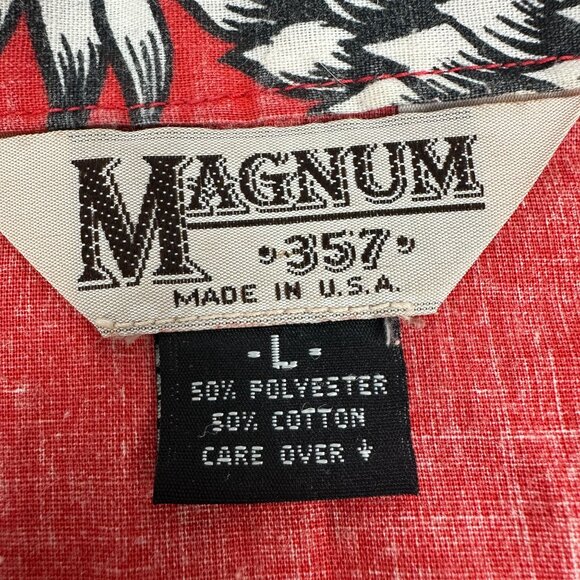 MAGNUM
•357•
MADE IN U.S.A.
-L-
50% POLYESTER
50% COTTON
CARE OVER ↓